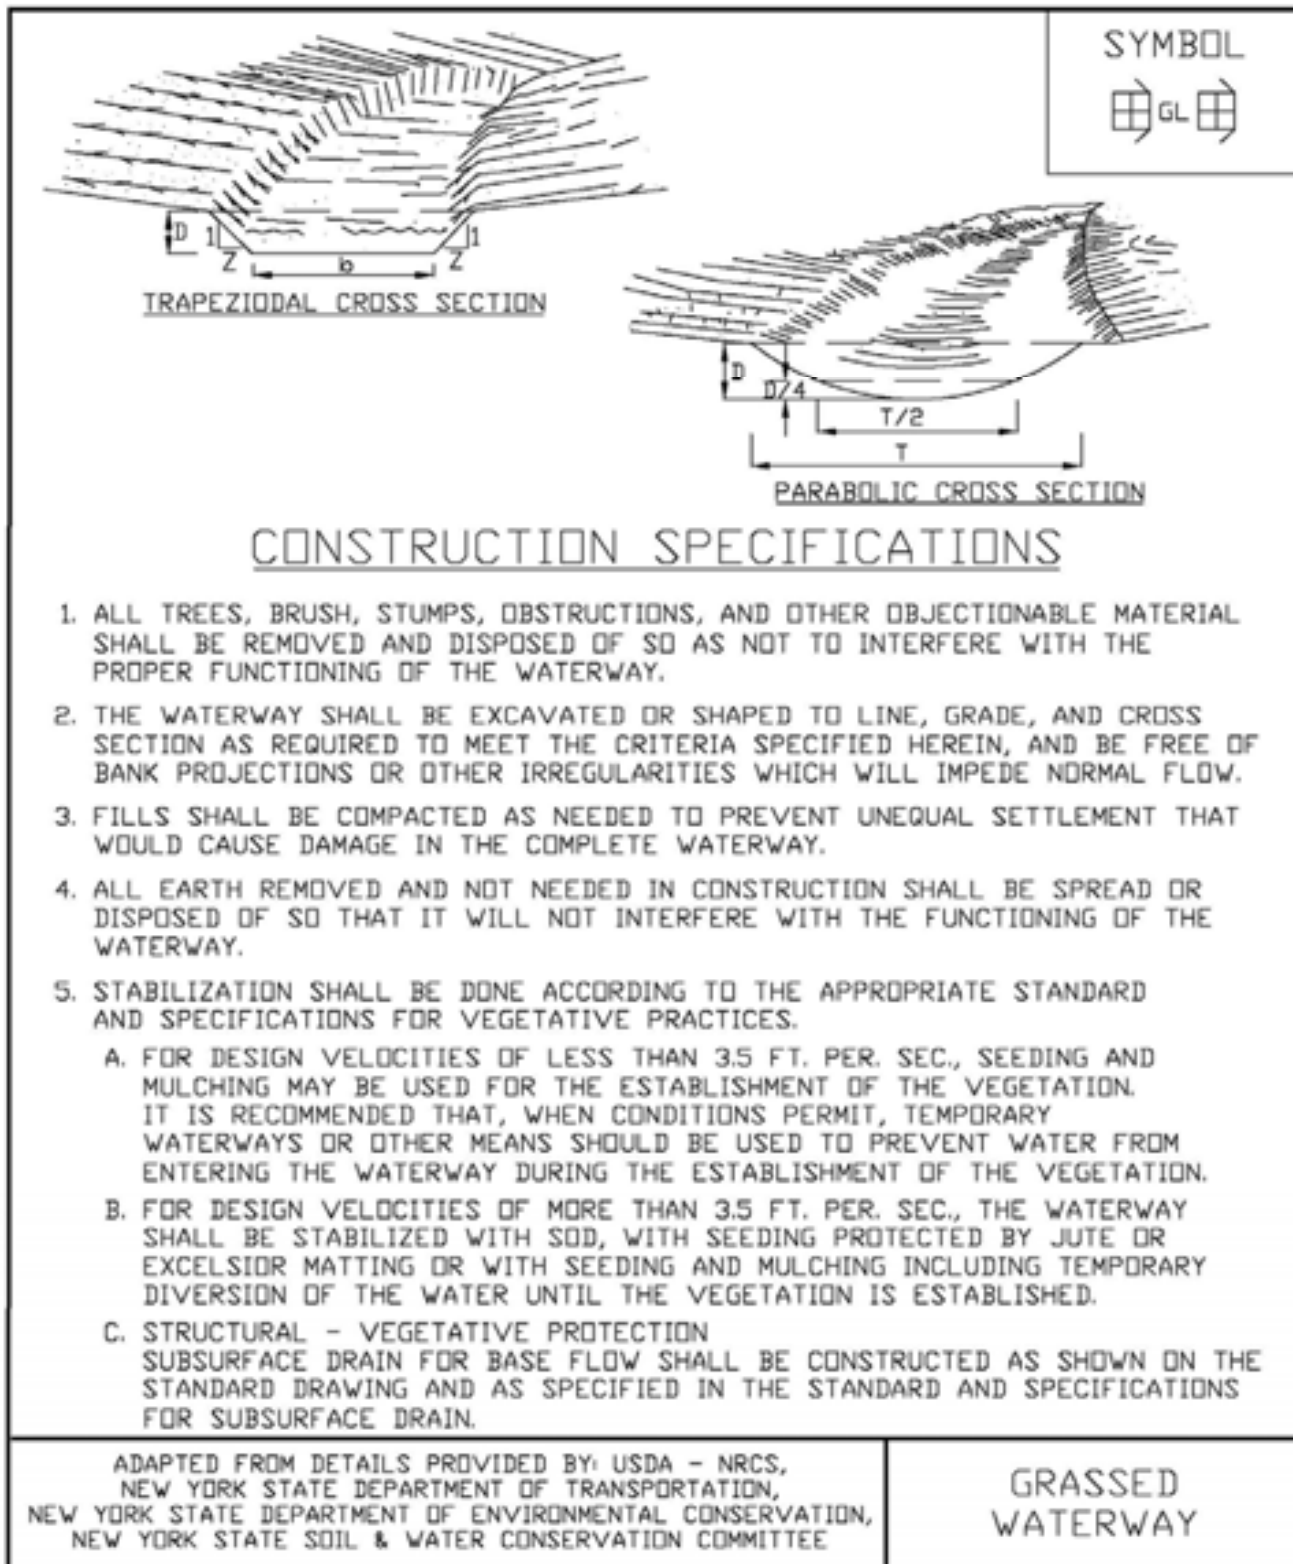 SYMBOL
GL
D 1 1
Z b Z
TRAPEZIODAL CROSS SECTION
D
D/4
T/2
T
PARABOLIC CROSS SECTION
CONSTRUCTION SPECIFICATIONS
1. ALL TREES, BRUSH, STUMPS, OBSTRUCTIONS, AND OTHER OBJECTIONABLE MATERIAL
SHALL BE REMOVED AND DISPOSED OF SO AS NOT TO INTERFERE WITH THE
PROPER FUNCTIONING OF THE WATERWAY.
2. THE WATERWAY SHALL BE EXCAVATED OR SHAPED TO LINE, GRADE, AND CROSS
SECTION AS REQUIRED TO MEET THE CRITERIA SPECIFIED HEREIN, AND BE FREE OF
BANK PROJECTIONS OR OTHER IRREGULARITIES WHICH WILL IMPEDE NORMAL FLOW.
3. FILLS SHALL BE COMPACTED AS NEEDED TO PREVENT UNEQUAL SETTLEMENT THAT
WOULD CAUSE DAMAGE IN THE COMPLETE WATERWAY.
4. ALL EARTH REMOVED AND NOT NEEDED IN CONSTRUCTION SHALL BE SPREAD OR
DISPOSED OF SO THAT IT WILL NOT INTERFERE WITH THE FUNCTIONING OF THE
WATERWAY.
5. STABILIZATION SHALL BE DONE ACCORDING TO THE APPROPRIATE STANDARD
AND SPECIFICATIONS FOR VEGETATIVE PRACTICES.
A. FOR DESIGN VELOCITIES OF LESS THAN 3.5 FT. PER. SEC., SEEDING AND
MULCHING MAY BE USED FOR THE ESTABLISHMENT OF THE VEGETATION.
IT IS RECOMMENDED THAT, WHEN CONDITIONS PERMIT, TEMPORARY
WATERWAYS OR OTHER MEANS SHOULD BE USED TO PREVENT WATER FROM
ENTERING THE WATERWAY DURING THE ESTABLISHMENT OF THE VEGETATION.
B. FOR DESIGN VELOCITIES OF MORE THAN 3.5 FT. PER. SEC., THE WATERWAY
SHALL BE STABILIZED WITH SOD, WITH SEEDING PROTECTED BY JUTE OR
EXCELSIOR MATTING OR WITH SEEDING AND MULCHING INCLUDING TEMPORARY
DIVERSION OF THE WATER UNTIL THE VEGETATION IS ESTABLISHED.
C. STRUCTURAL - VEGETATIVE PROTECTION
SUBSURFACE DRAIN FOR BASE FLOW SHALL BE CONSTRUCTED AS SHOWN ON THE
STANDARD DRAWING AND AS SPECIFIED IN THE STANDARD AND SPECIFICATIONS
FOR SUBSURFACE DRAIN.
ADAPTED FROM DETAILS PROVIDED BY: USDA - NRCS,
NEW YORK STATE DEPARTMENT OF TRANSPORTATION,
NEW YORK STATE DEPARTMENT OF ENVIRONMENTAL CONSERVATION,
NEW YORK STATE SOIL & WATER CONSERVATION COMMITTEE
GRASSED
WATERWAY